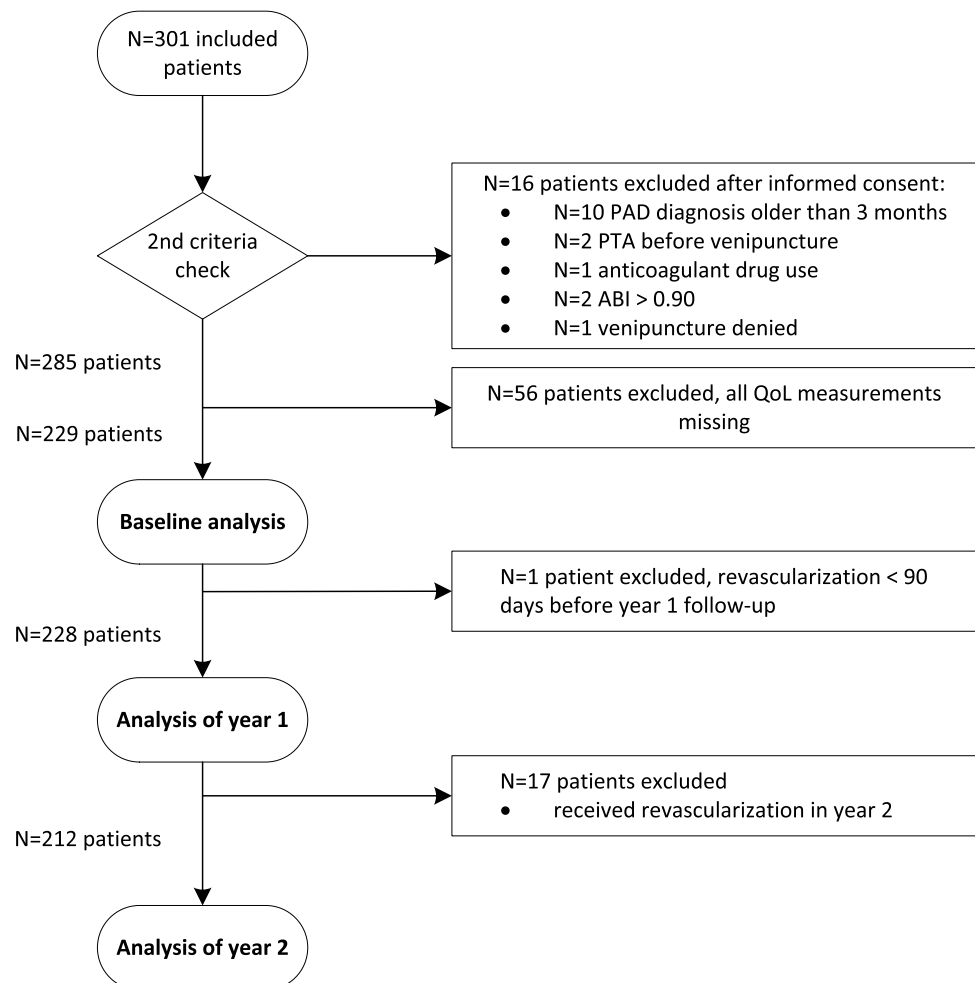 N=301 included
patients
2nd criteria
check
N=16 patients excluded after informed consent:
• N=10 PAD diagnosis older than 3 months
• N=2 PTA before venipuncture
• N=1 anticoagulant drug use
• N=2 ABI > 0.90
• N=1 venipuncture denied
N=285 patients
N=56 patients excluded, all QoL measurements
missing
N=229 patients
Baseline analysis
N=1 patient excluded, revascularization < 90
days before year 1 follow-up
N=228 patients
Analysis of year 1
N=17 patients excluded
• received revascularization in year 2
N=212 patients
Analysis of year 2